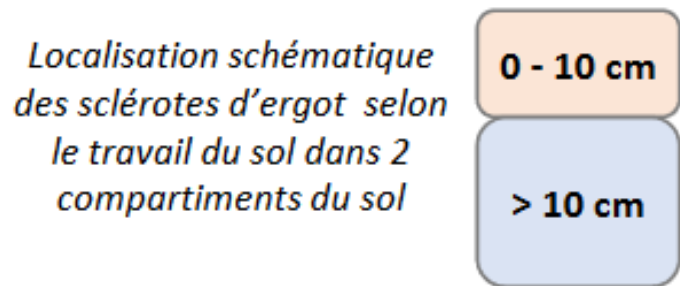 Localisation schématique
des sclérotes d'ergot selon
le travail du sol dans 2
compartiments du sol
0 - 10 cm
> 10 cm